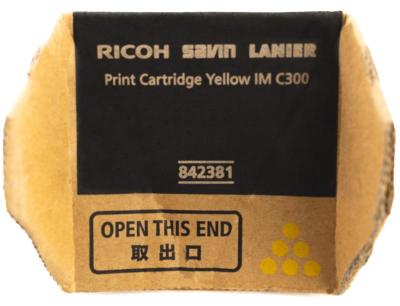 RICOH SAVIN LANIER
Print Cartridge Yellow IM C300
842381
OPEN THIS END
取出口